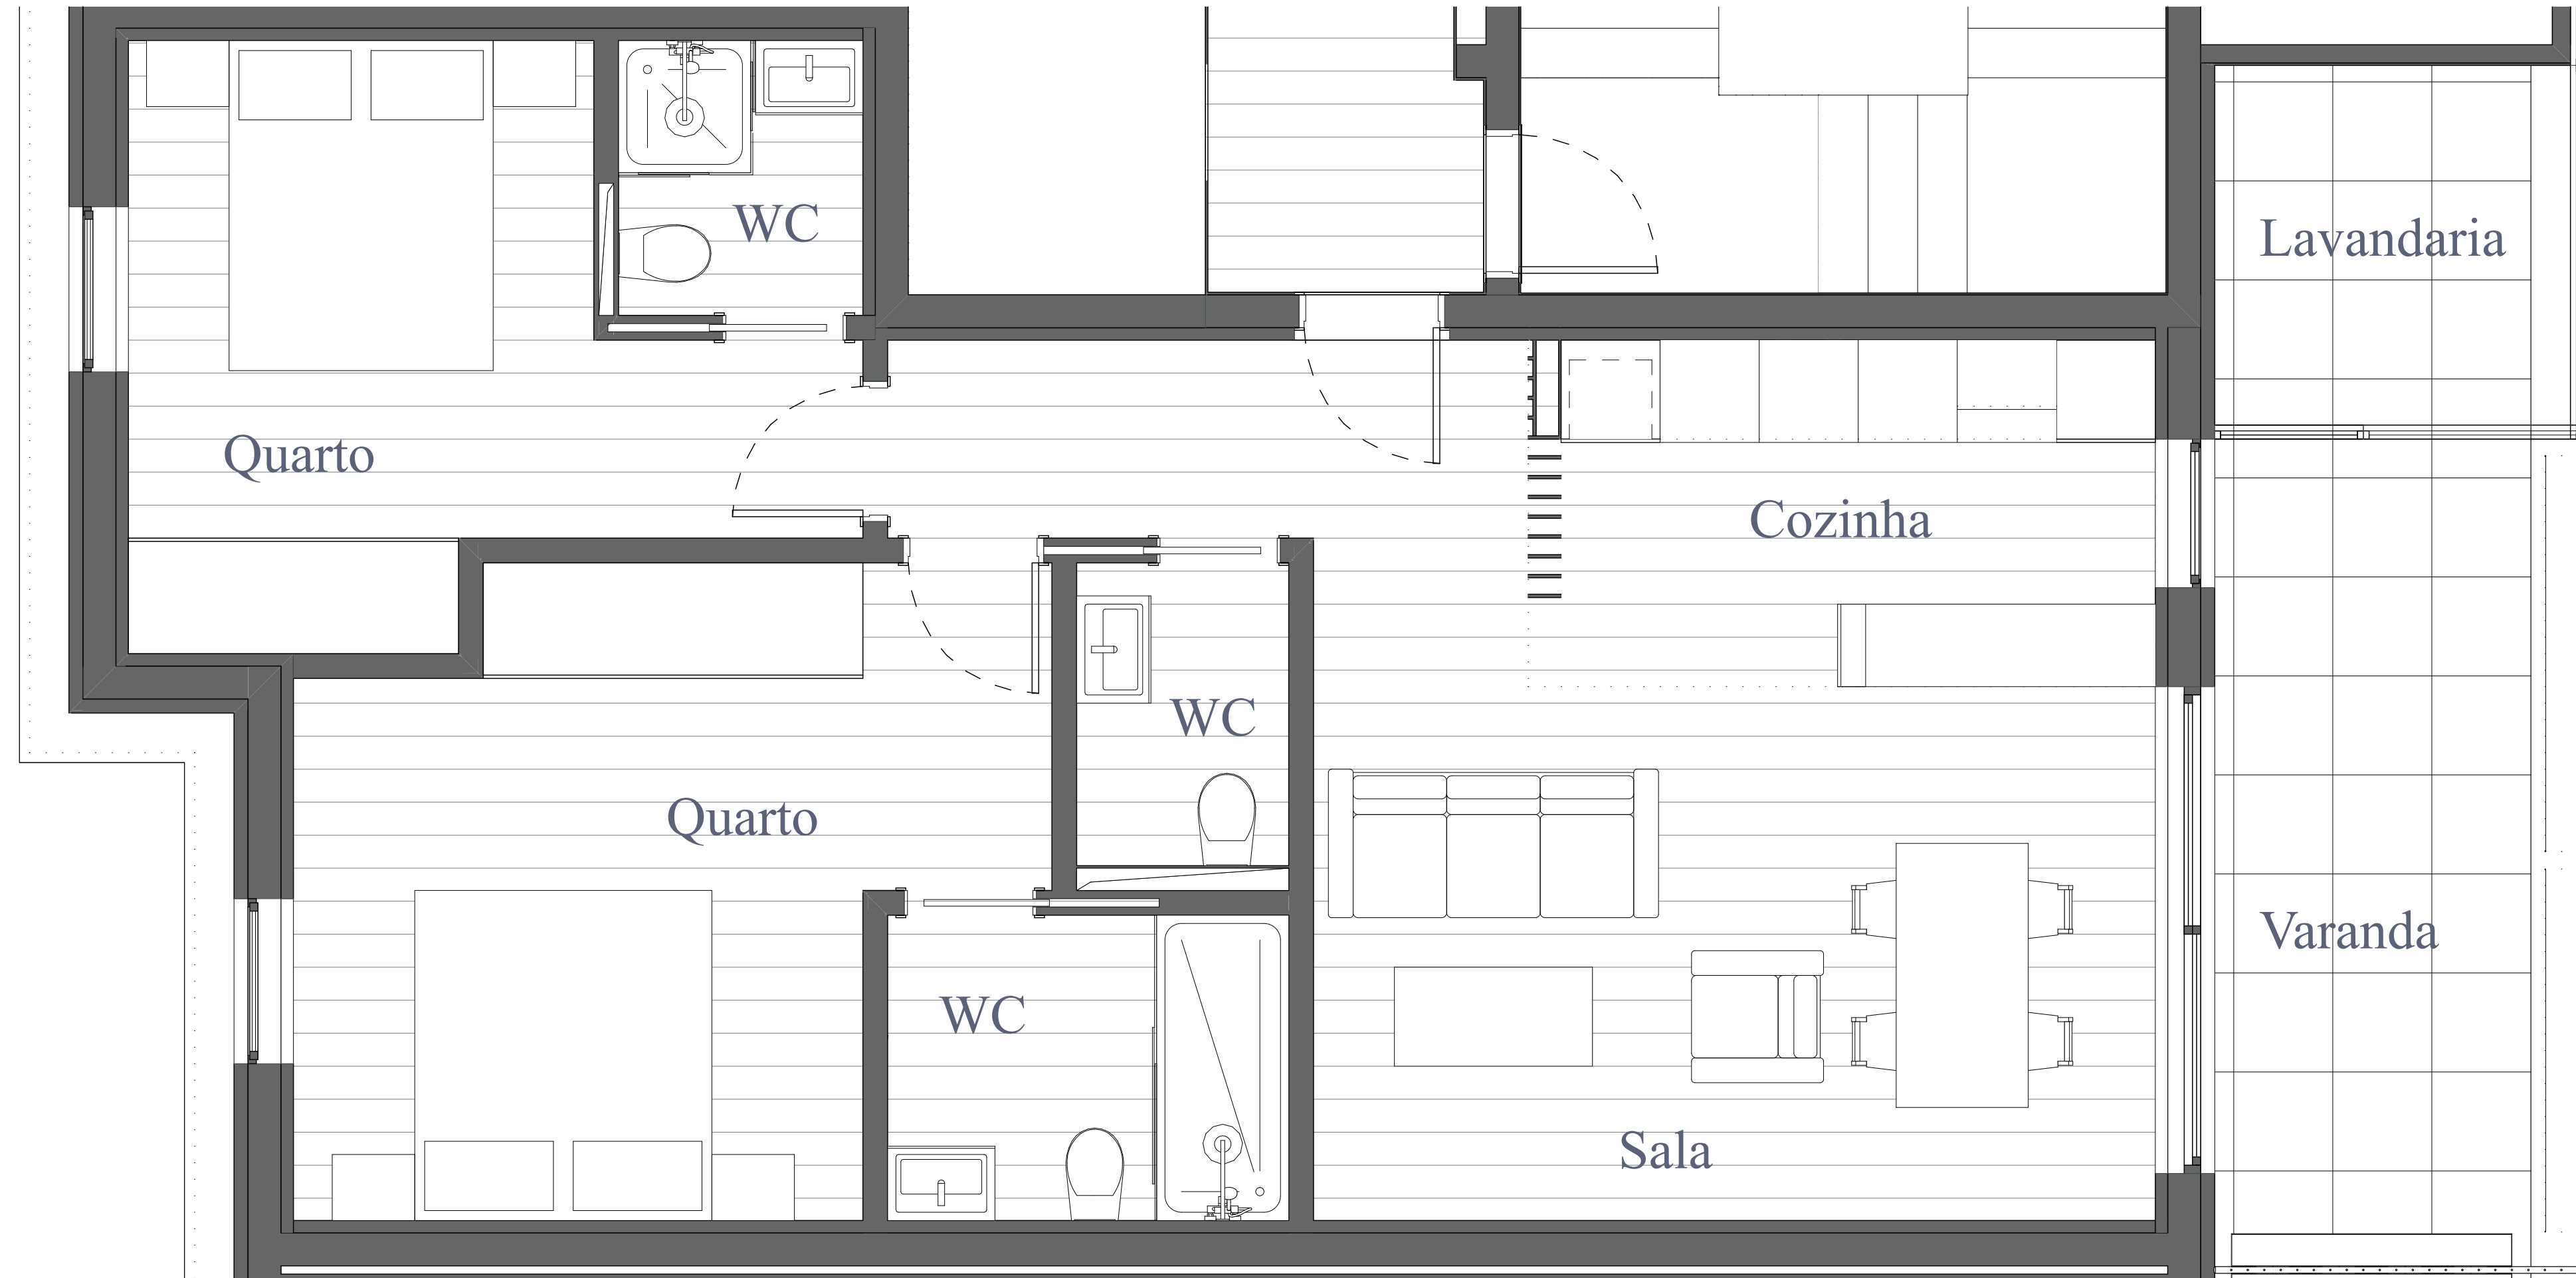 WC
Lavandaria
Quarto
Cozinha
WC
Quarto
Varanda
WC
Sala